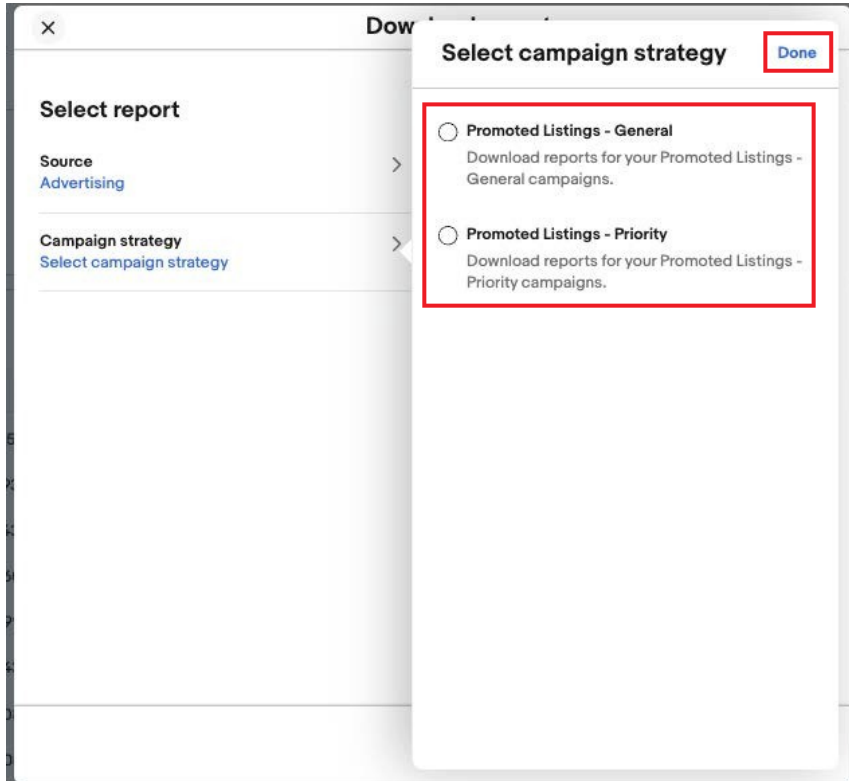 Select report
Source
Advertising
Campaign strategy
Select campaign strategy
Select campaign strategy
Done
Promoted Listings - General
Download reports for your Promoted Listings -
General campaigns.
Promoted Listings - Priority
Download reports for your Promoted Listings -
Priority campaigns.